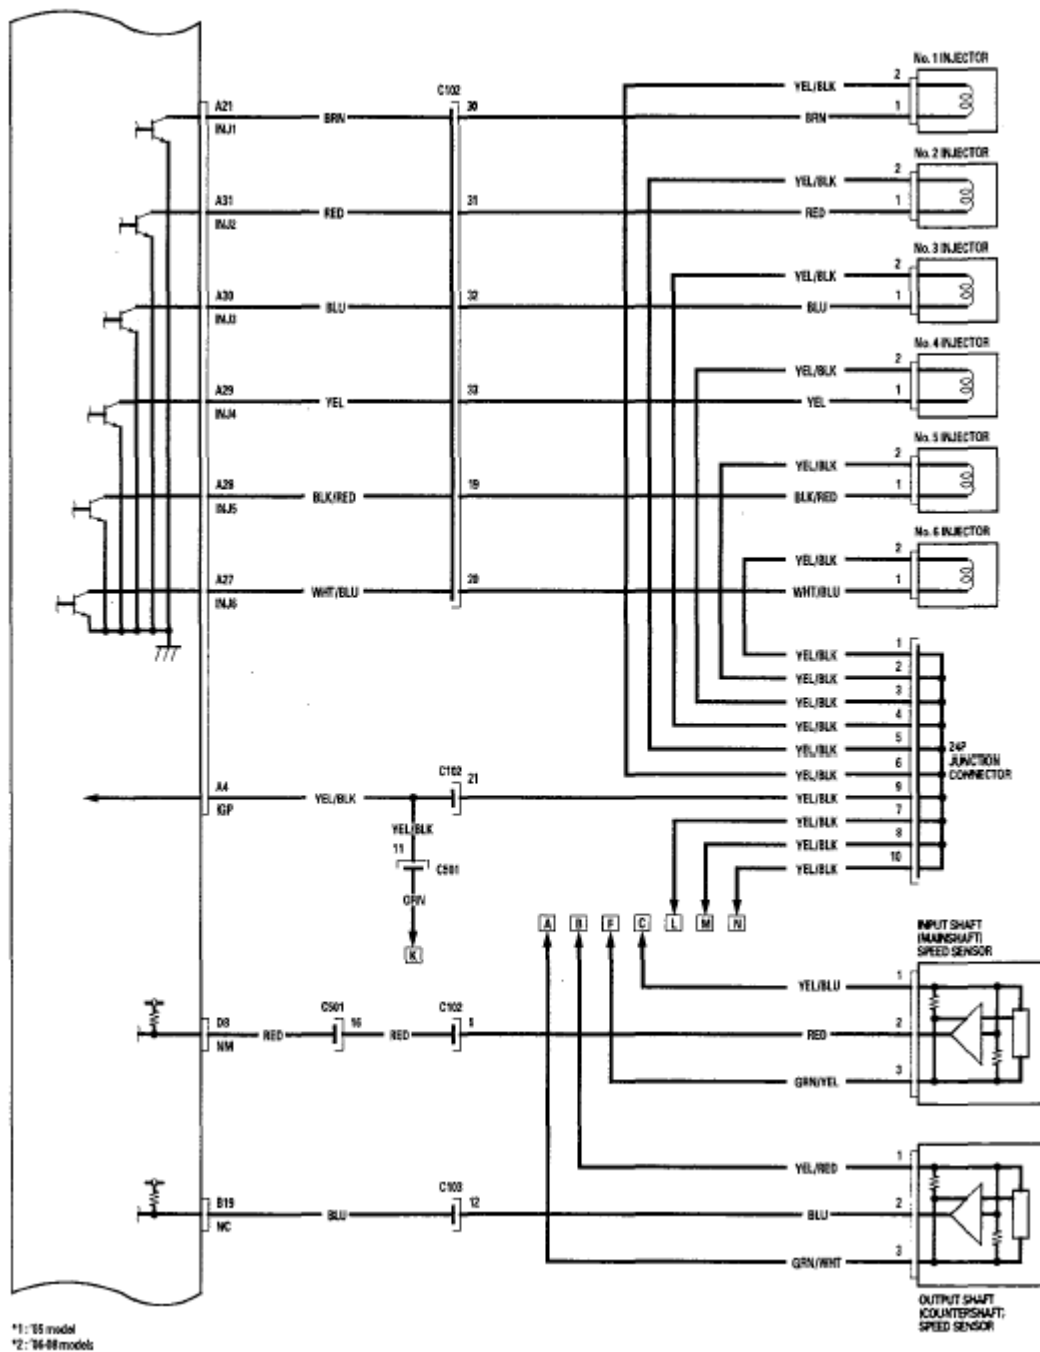 No. 1 INJECTOR
2 YEL/BLK
C102
A21 BRN 30 BRN 1
INJ1
No. 2 INJECTOR
YEL/BLK 2
A31 RED 31 RED 1
INJ2
No. 3 INJECTOR
YEL/BLK 2
A30 BLU 32 BLU 1
INJ3
No. 4 INJECTOR
YEL/BLK 2
A29 YEL 33 YEL 1
INJ4
No. 5 INJECTOR
YEL/BLK 2
A28 BLK/RED 19 BLK/RED 1
INJ5
No. 6 INJECTOR
YEL/BLK 2
A27 WHT/BLU 20 WHT/BLU 1
INJ6
YEL/BLK 1
YEL/BLK 2
YEL/BLK 3
YEL/BLK 4
YEL/BLK 5
24P
JUNCTION
CONNECTOR
YEL/BLK 6
A4 YEL/BLK C102 21 YEL/BLK 9
IGP
YEL/BLK 7
YEL/BLK
11 C501
YEL/BLK 8
YEL/BLK 10
GRN
K
A B F C L M N
INPUT SHAFT
(MAINSHAFT)
SPEED SENSOR
YEL/BLU 1
D8 RED C501 16 RED C102 RED 2
NM
GRN/YEL 3
YEL/RED 1
B19 BLU C103 12 BLU 2
NC
GRN/WHT 3
OUTPUT SHAFT
(COUNTERSHAFT)
SPEED SENSOR
*1: '05 model
*2: '06-08 models